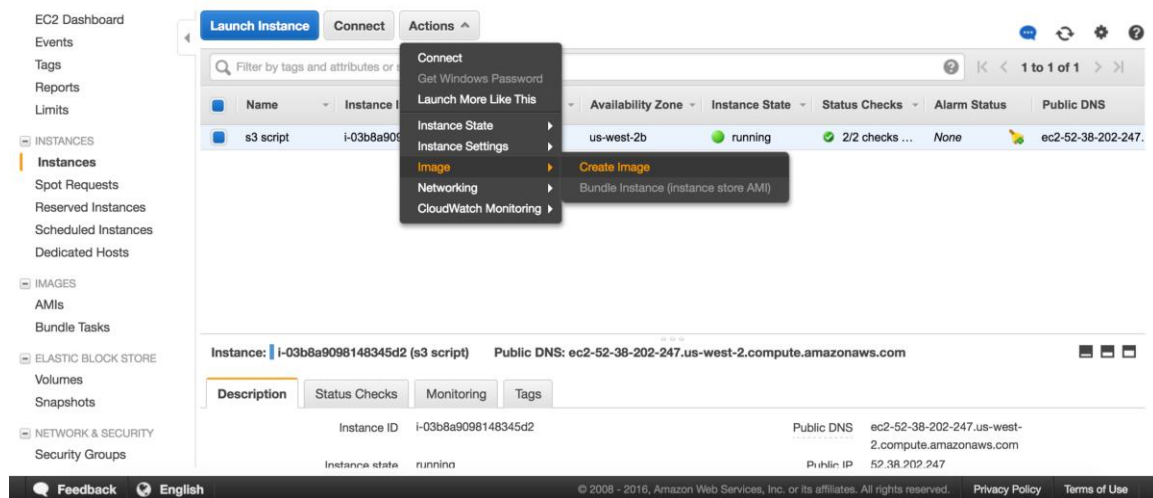 EC2 Dashboard
Events
Tags
Reports
Limits
INSTANCES
Instances
Spot Requests
Reserved Instances
Scheduled Instances
Dedicated Hosts
IMAGES
AMIs
Bundle Tasks
ELASTIC BLOCK STORE
Volumes
Snapshots
NETWORK & SECURITY
Security Groups
Launch Instance Connect Actions
Filter by tags and attributes or 1 to 1 of 1
Connect
Get Windows Password
Launch More Like This
Instance State
Instance Settings
Image
Networking
CloudWatch Monitoring
Create Image
Bundle Instance (instance store AMI)
Name Instance I Availability Zone Instance State Status Checks Alarm Status Public DNS
s3 script i-03b8a909 us-west-2b running 2/2 checks ... None ec2-52-38-202-247.
Instance: i-03b8a9098148345d2 (s3 script) Public DNS: ec2-52-38-202-247.us-west-2.compute.amazonaws.com
Description Status Checks Monitoring Tags
Instance ID i-03b8a9098148345d2 Public DNS ec2-52-38-202-247.us-west-
2.compute.amazonaws.com
Instance state running Public IP 52.38.202.247
Feedback English © 2008 - 2016, Amazon Web Services, Inc. or its affiliates. All rights reserved. Privacy Policy Terms of Use